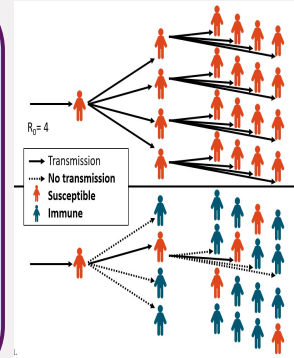 R₀= 4
Transmission
No transmission
Susceptible
Immune